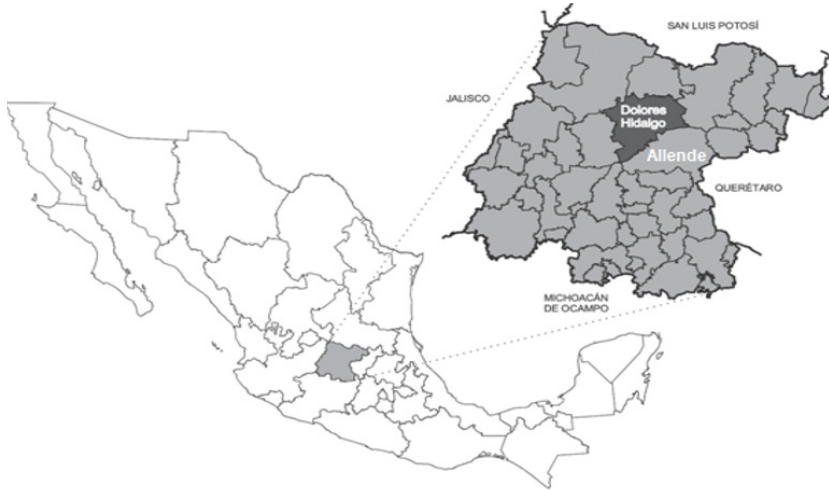 SAN LUIS POTOSÍ
JALISCO
Dolores
Hidalgo
Allende
QUERÉTARO
MICHOACÁN
DE OCAMPO